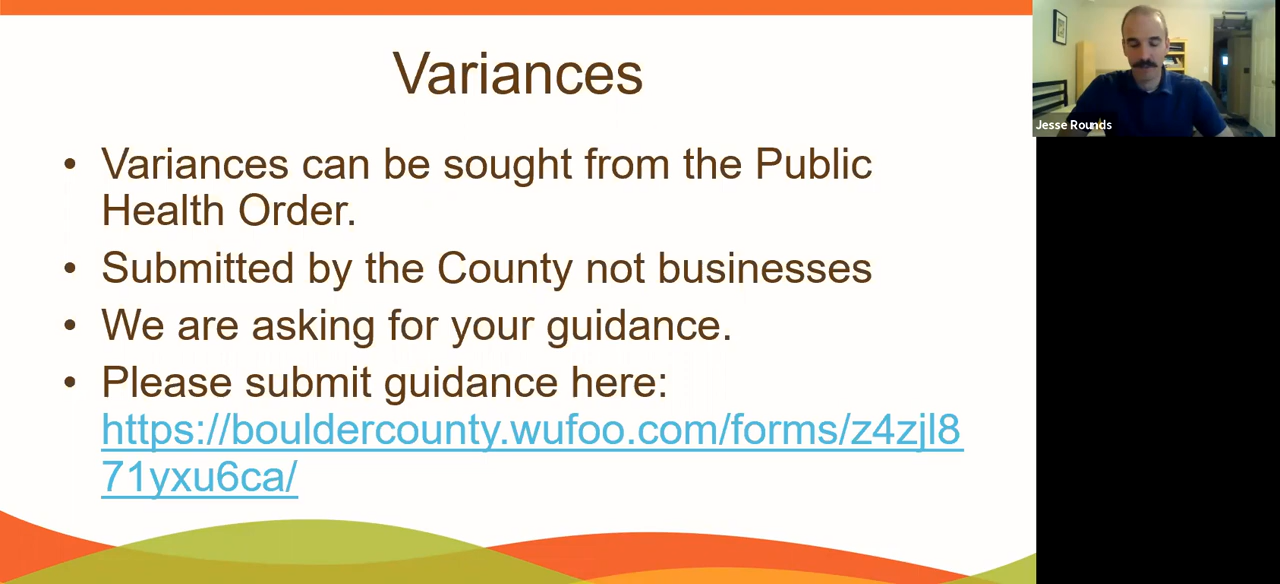 Variances
• Variances can be sought from the Public
Health Order.
• Submitted by the County not businesses
• We are asking for your guidance.
• Please submit guidance here:
https://bouldercounty.wufoo.com/forms/z4zjl8
71yxu6ca/
Jesse Rounds